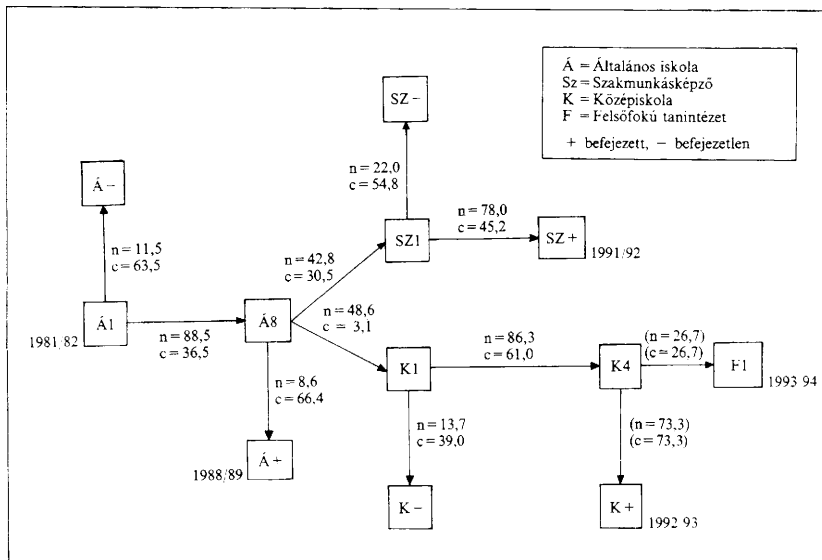 Á = Általános iskola
Sz = Szakmunkásképző
K = Középiskola
F = Felsőfokú tanintézet
+ befejezett, − befejezetlen
SZ −
Á −
n = 22,0
c = 54,8
n = 78,0
c = 45,2
n = 11,5
c = 63,5
n = 42,8
c = 30,5
SZ1
SZ +
1991/92
n = 48,6
c = 3,1
Á1
Á8
1981/82
n = 88,5
c = 36,5
n = 86,3
c = 61,0
(n = 26,7)
(c = 26,7)
K1
K4
F1
1993 94
n = 8,6
c = 66,4
n = 13,7
c = 39,0
(n = 73,3)
(c = 73,3)
Á +
1988/89
K −
K +
1992 93